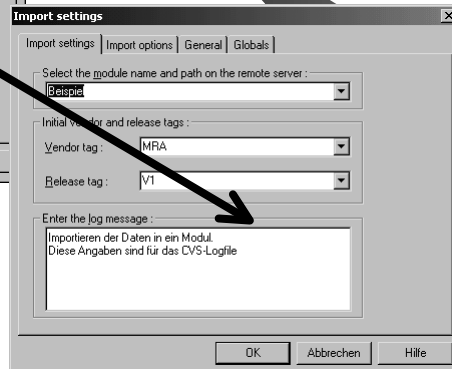 Import settings
Import settings Import options General Globals
Select the module name and path on the remote server :
Beispiel
Initial vendor and release tags :
Vendor tag : MRA
Release tag : V1
Enter the log message :
Importieren der Daten in ein Modul.
Diese Angaben sind für das CVS-Logfile
OK Abbrechen Hilfe